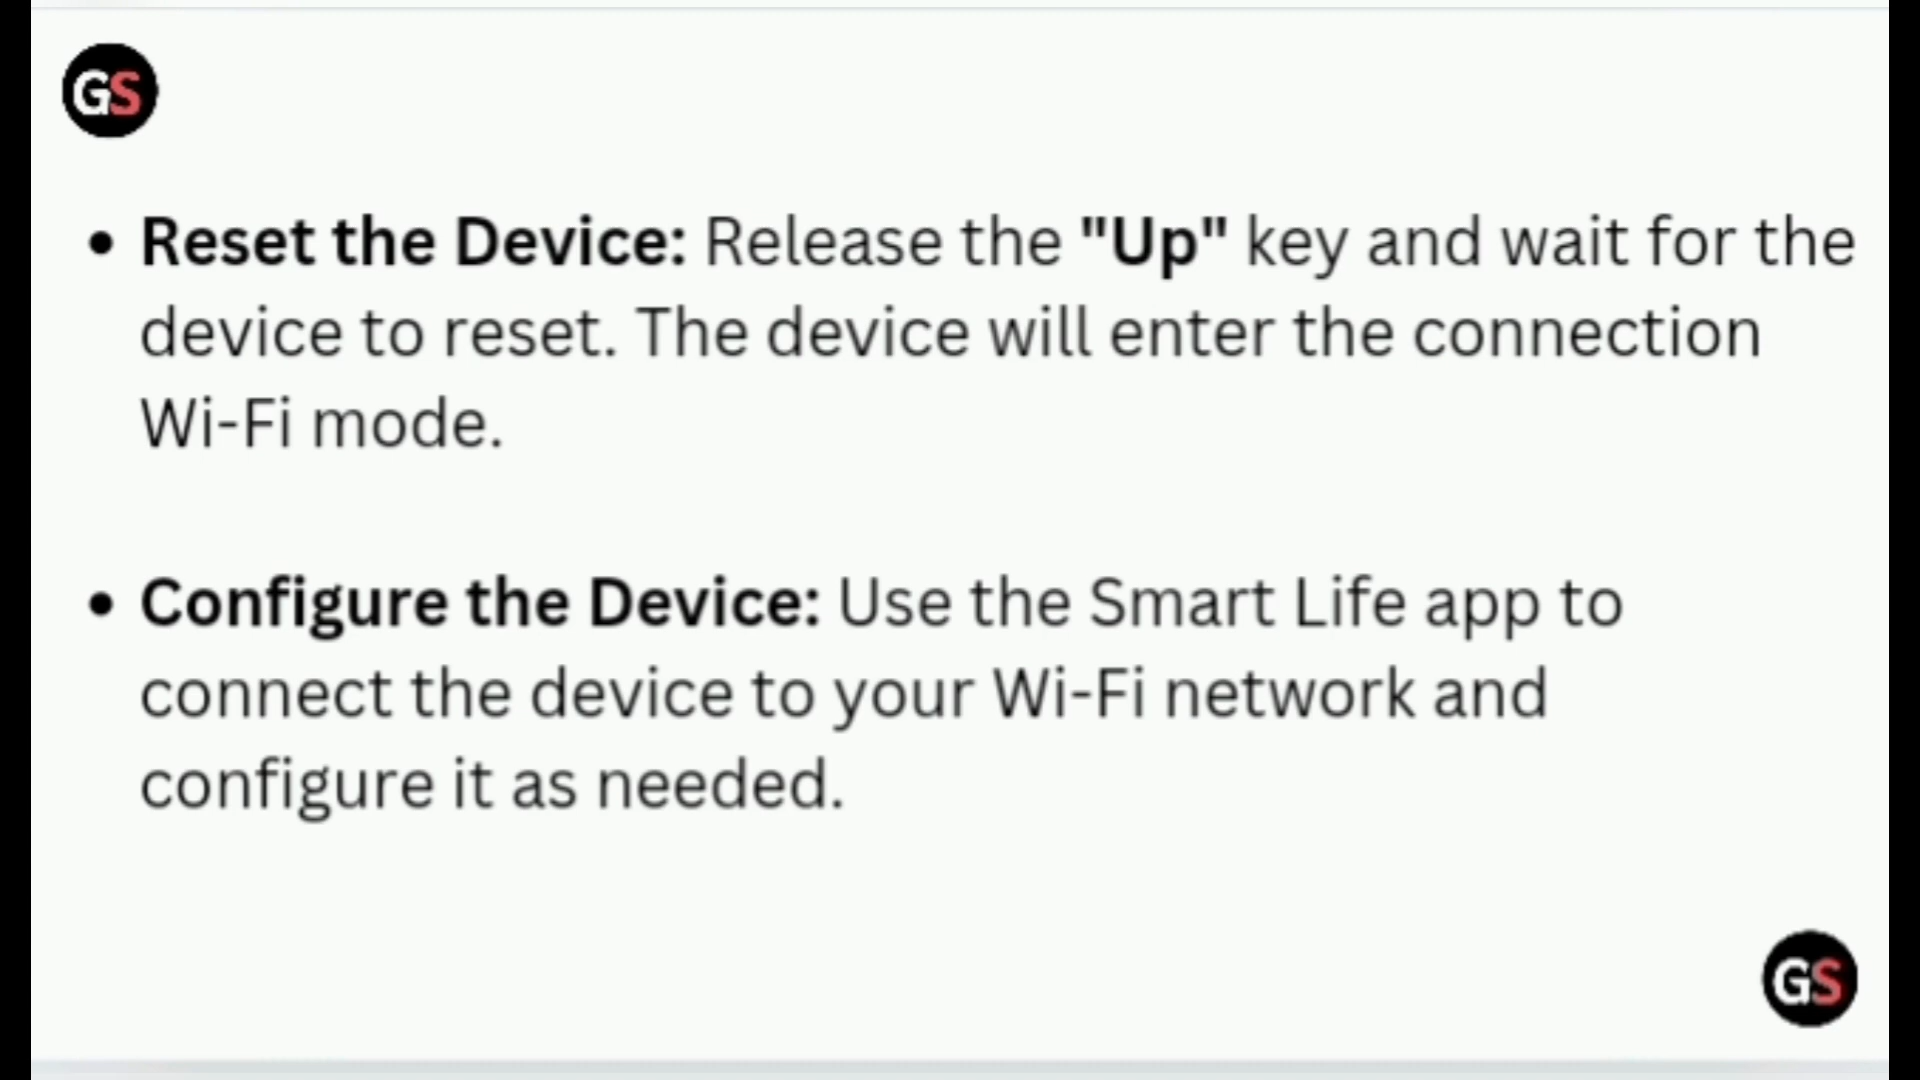 GS
• Reset the Device: Release the "Up" key and wait for the
device to reset. The device will enter the connection
Wi-Fi mode.
• Configure the Device: Use the Smart Life app to
connect the device to your Wi-Fi network and
configure it as needed.
GS